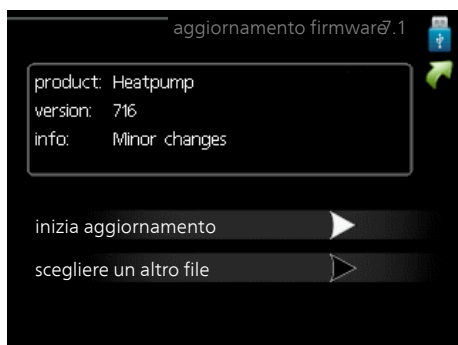 aggiornamento firmware 7.1
product: Heatpump
version: 716
info: Minor changes
inizia aggiornamento
scegliere un altro file